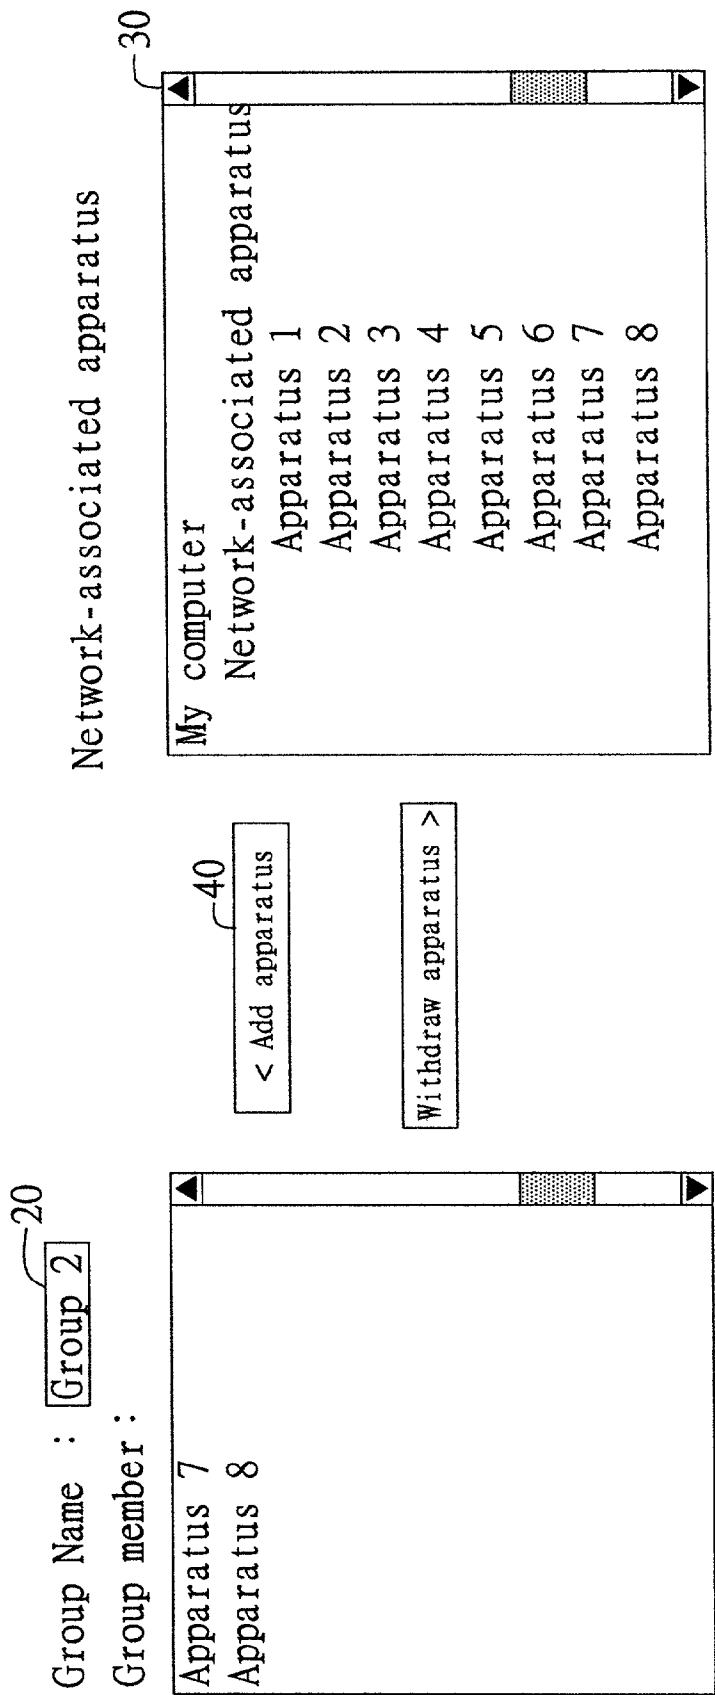 20
Group Name : Group 2
Group member :
Apparatus 7
Apparatus 8
40
< Add apparatus
Withdraw apparatus >
Network-associated apparatus
30
My computer
Network-associated apparatus
Apparatus 1
Apparatus 2
Apparatus 3
Apparatus 4
Apparatus 5
Apparatus 6
Apparatus 7
Apparatus 8